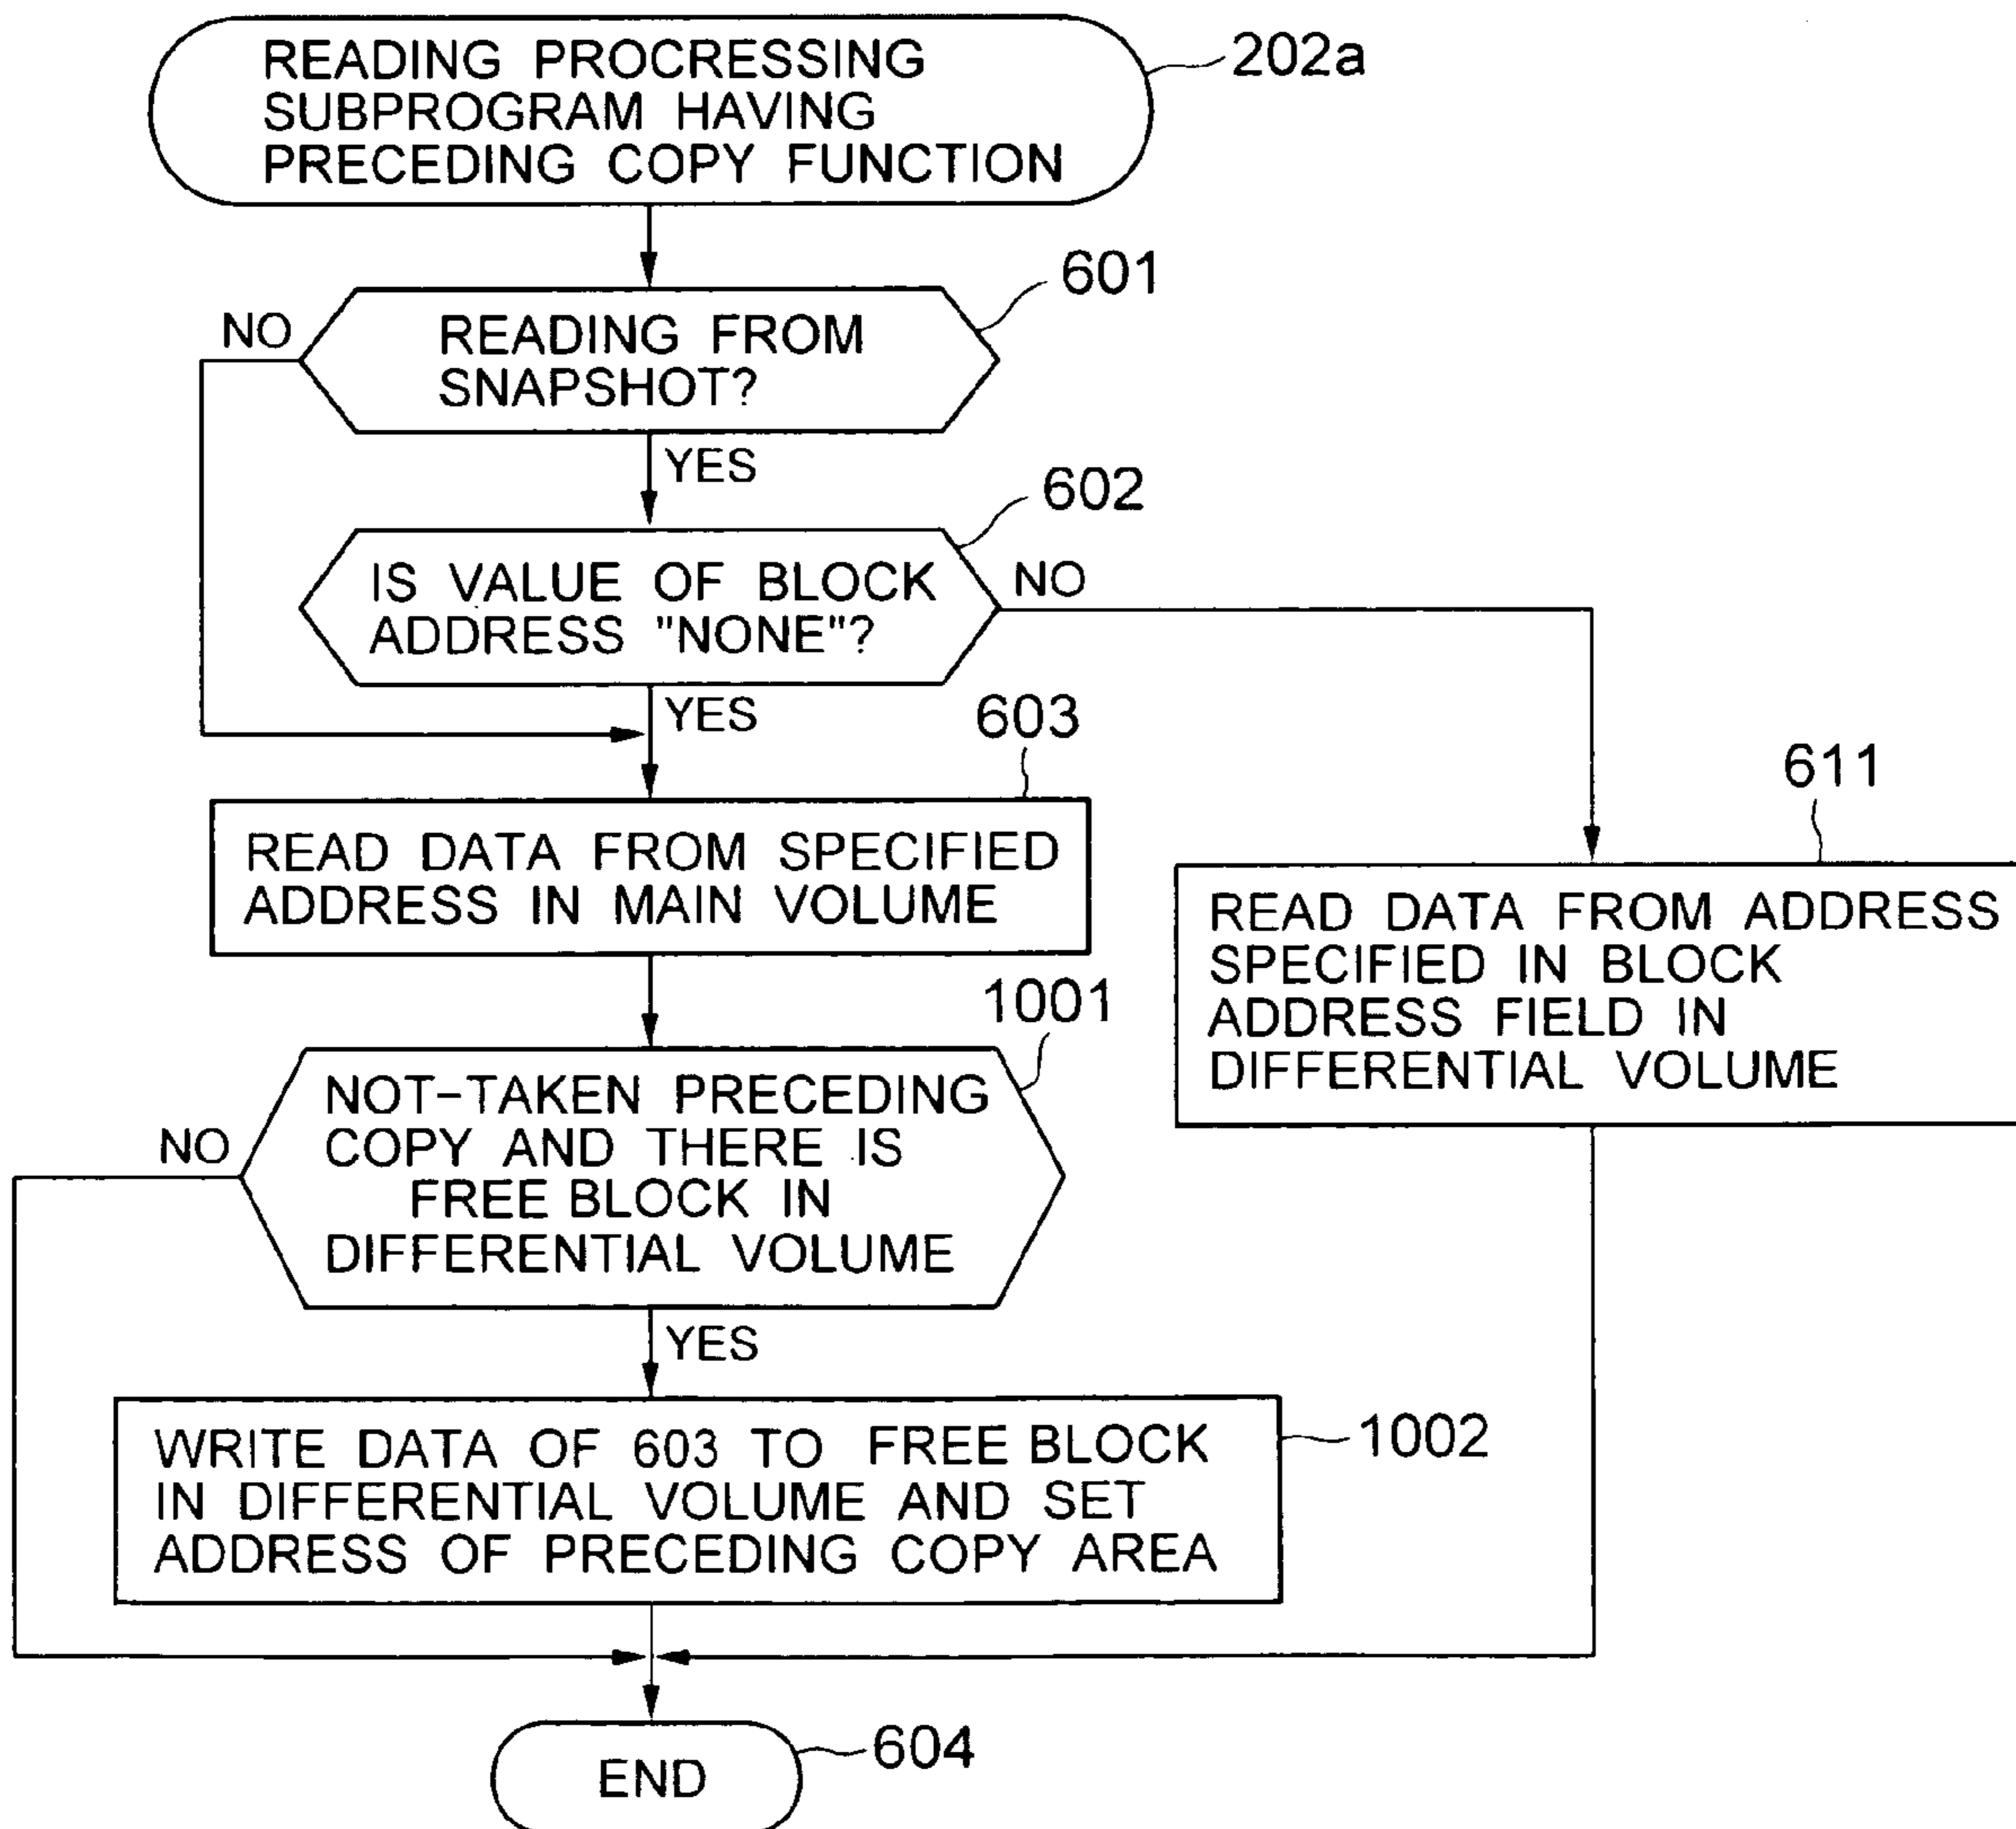 READING PROCRESSING
SUBPROGRAM HAVING
PRECEDING COPY FUNCTION
202a
601
NO
READING FROM
SNAPSHOT?
YES
602
IS VALUE OF BLOCK
ADDRESS "NONE"?
NO
YES
603
611
READ DATA FROM SPECIFIED
ADDRESS IN MAIN VOLUME
READ DATA FROM ADDRESS
SPECIFIED IN BLOCK
ADDRESS FIELD IN
DIFFERENTIAL VOLUME
1001
NO
NOT-TAKEN PRECEDING
COPY AND THERE IS
FREE BLOCK IN
DIFFERENTIAL VOLUME
YES
WRITE DATA OF 603 TO FREE BLOCK
IN DIFFERENTIAL VOLUME AND SET
ADDRESS OF PRECEDING COPY AREA
1002
END
604